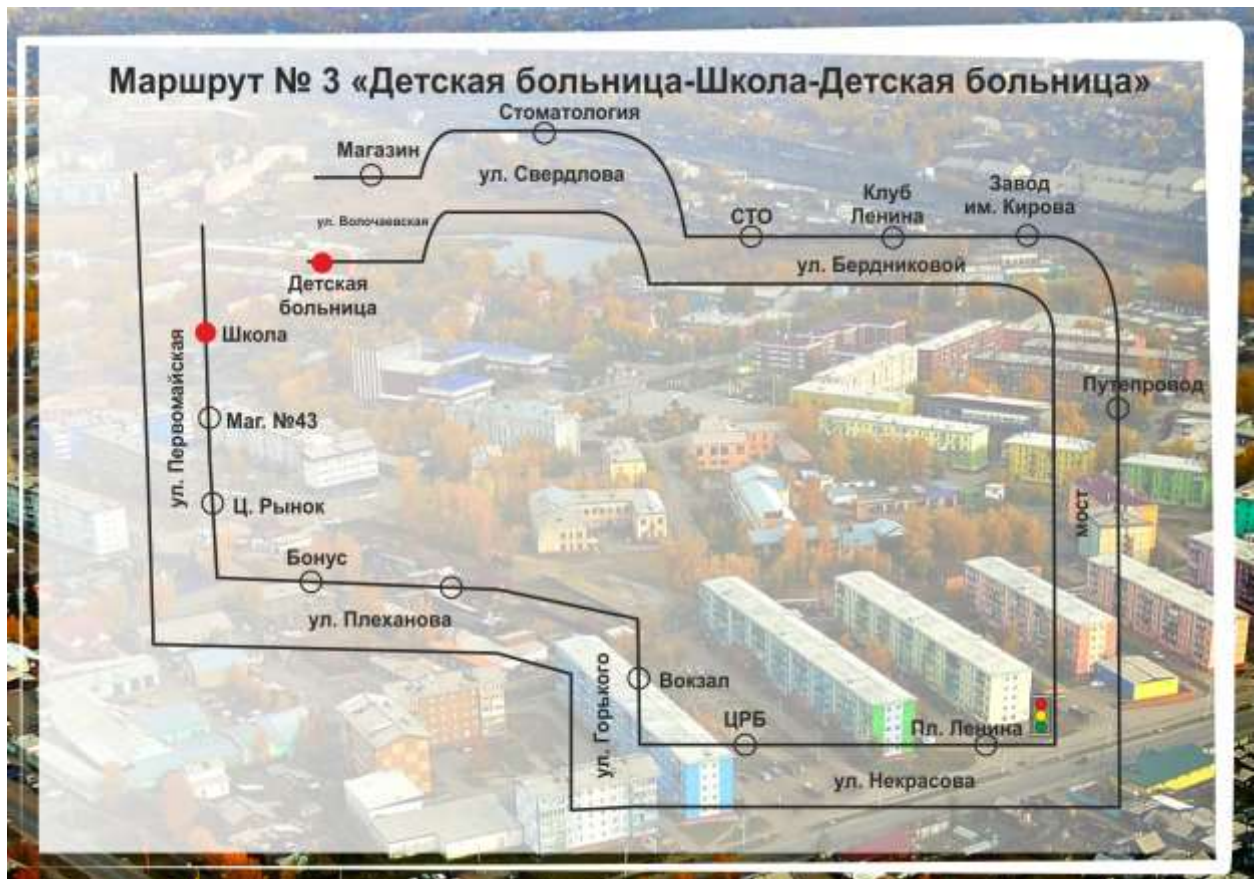 Маршрут № 3 «Детская больница-Школа-Детская больница»
Стоматология
Магазин
ул. Свердлова
Клуб
Ленина
Завод
им. Кирова
СТО
ул. Волочаевская
ул. Бердниковой
Детская
больница
Школа
ул. Первомайская
Маг. №43
Путепровод
Ц. Рынок
мост
Бонус
ул. Плеханова
ул. Горького
Вокзал
ЦРБ
Пл. Ленина
ул. Некрасова